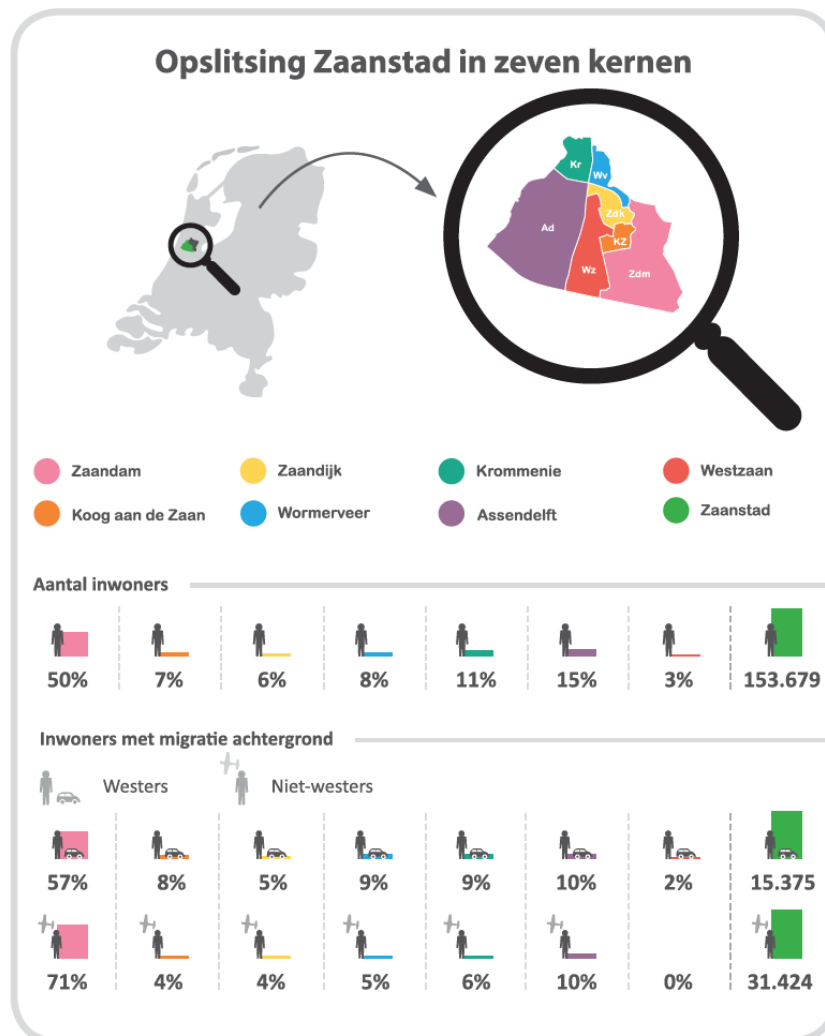 Opslitsing Zaanstad in zeven kernen
Kr
Wv
Zdk
Ad
KZ
Wz
Zdm
Zaandam
Zaandijk
Krommenie
Westzaan
Koog aan de Zaan
Wormerveer
Assendelft
Zaanstad
Aantal inwoners
50% 7% 6% 8% 11% 15% 3% 153.679
Inwoners met migratie achtergrond
Westers Niet-westers
57% 8% 5% 9% 9% 10% 2% 15.375
71% 4% 4% 5% 6% 10% 0% 31.424